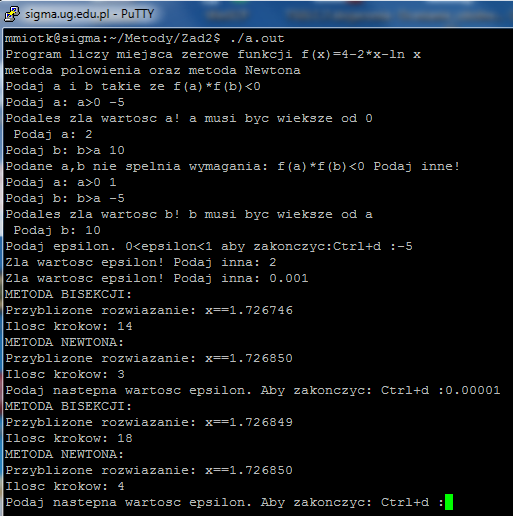 sigma.ug.edu.pl - PuTTY
mmiotk@sigma:~/Metody/Zad2$ ./a.out
Program liczy miejsca zerowe funkcji f(x)=4-2*x-ln x
metoda polowienia oraz metoda Newtona
Podaj a i b takie ze f(a)*f(b)<0
Podaj a: a>0 -5
Podales zla wartosc a! a musi byc wieksze od 0
 Podaj a: 2
Podaj b: b>a 10
Podane a,b nie spelnia wymagania: f(a)*f(b)<0 Podaj inne!
Podaj a: a>0 1
Podaj b: b>a -5
Podales zla wartosc b! b musi byc wieksze od a
 Podaj b: 10
Podaj epsilon. 0<epsilon<1 aby zakonczyc:Ctrl+d :-5
Zla wartosc epsilon! Podaj inna: 2
Zla wartosc epsilon! Podaj inna: 0.001
METODA BISEKCJI:
Przyblizone rozwiazanie: x==1.726746
Ilosc krokow: 14
METODA NEWTONA:
Przyblizone rozwiazanie: x==1.726850
Ilosc krokow: 3
Podaj nastepna wartosc epsilon. Aby zakonczyc: Ctrl+d :0.00001
METODA BISEKCJI:
Przyblizone rozwiazanie: x==1.726849
Ilosc krokow: 18
METODA NEWTONA:
Przyblizone rozwiazanie: x==1.726850
Ilosc krokow: 4
Podaj nastepna wartosc epsilon. Aby zakonczyc: Ctrl+d :